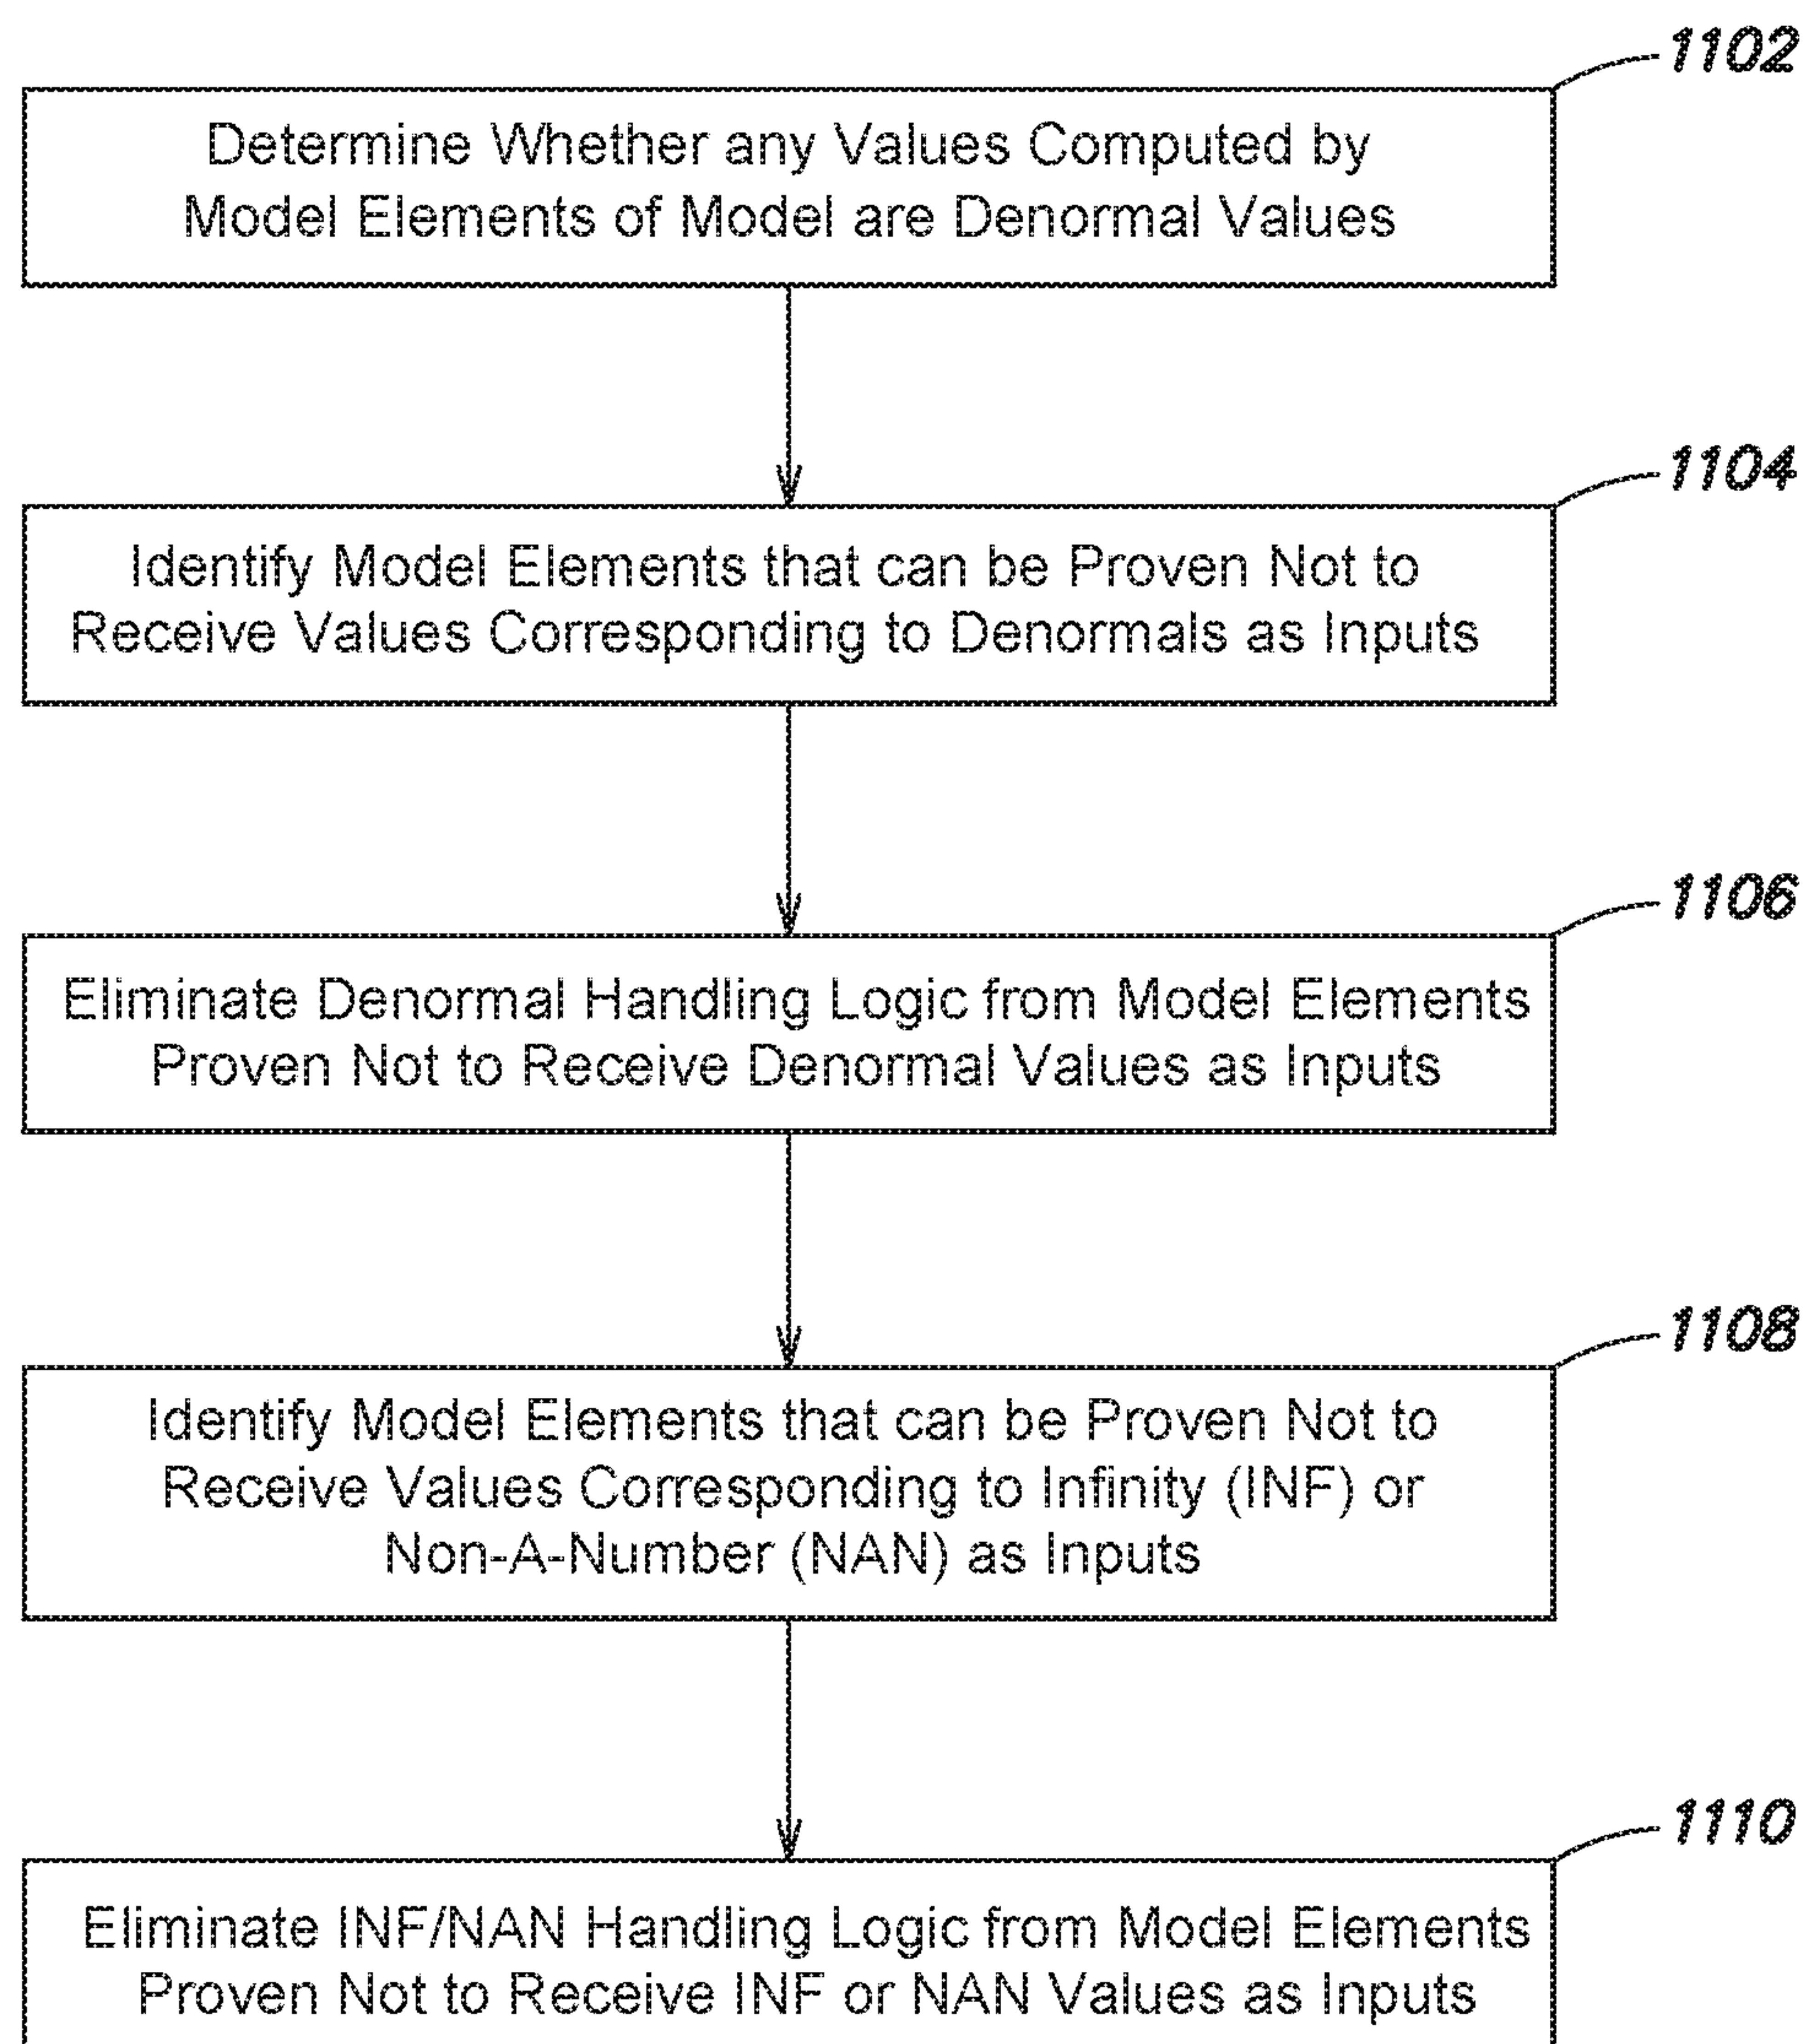 1102
Determine Whether any Values Computed by
Model Elements of Model are Denormal Values
1104
Identify Model Elements that can be Proven Not to
Receive Values Corresponding to Denormals as Inputs
1106
Eliminate Denormal Handling Logic from Model Elements
Proven Not to Receive Denormal Values as Inputs
1108
Identify Model Elements that can be Proven Not to
Receive Values Corresponding to Infinity (INF) or
Non-A-Number (NAN) as Inputs
1110
Eliminate INF/NAN Handling Logic from Model Elements
Proven Not to Receive INF or NAN Values as Inputs